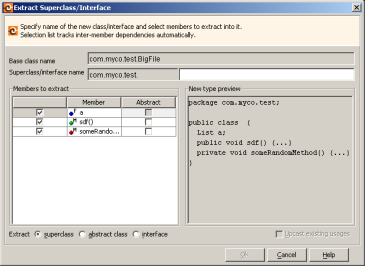 Extract Superclass/Interface
Specify name of the new class/interface and select members to extract into it.
Selection list tracks inter-member dependencies automatically.
Base class name
com.myco.test.BigFile
Superclass/interface name
com.myco.test.
Members to extract
Member
Abstract
a
sdf()
someRando...
New type preview
package com.myco.test;
public class  {
List a;
public void sdf() {...}
private void someRandomMethod() {...}
}
Extract
superclass
abstract class
interface
Upcast existing usages
Ok
Cancel
Help